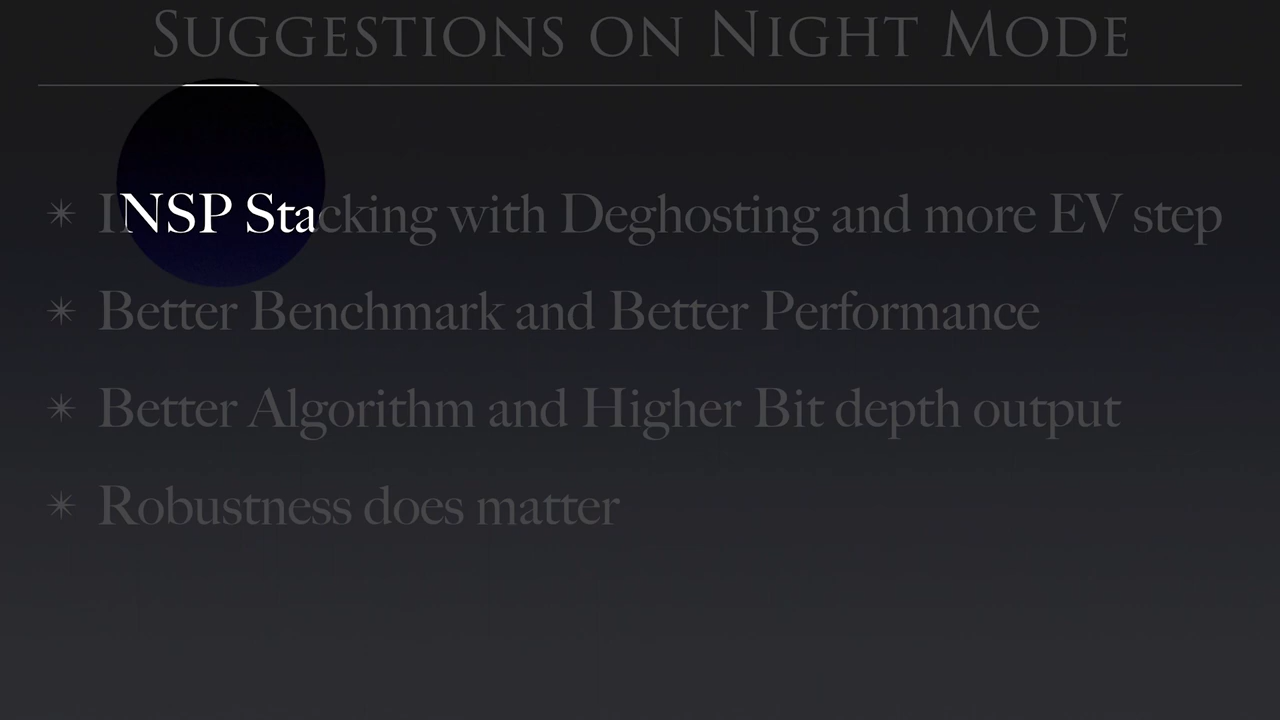 Suggestions on Night Mode
INSP Stacking with Deghosting and more EV step
Better Benchmark and Better Performance
Better Algorithm and Higher Bit depth output
Robustness does matter